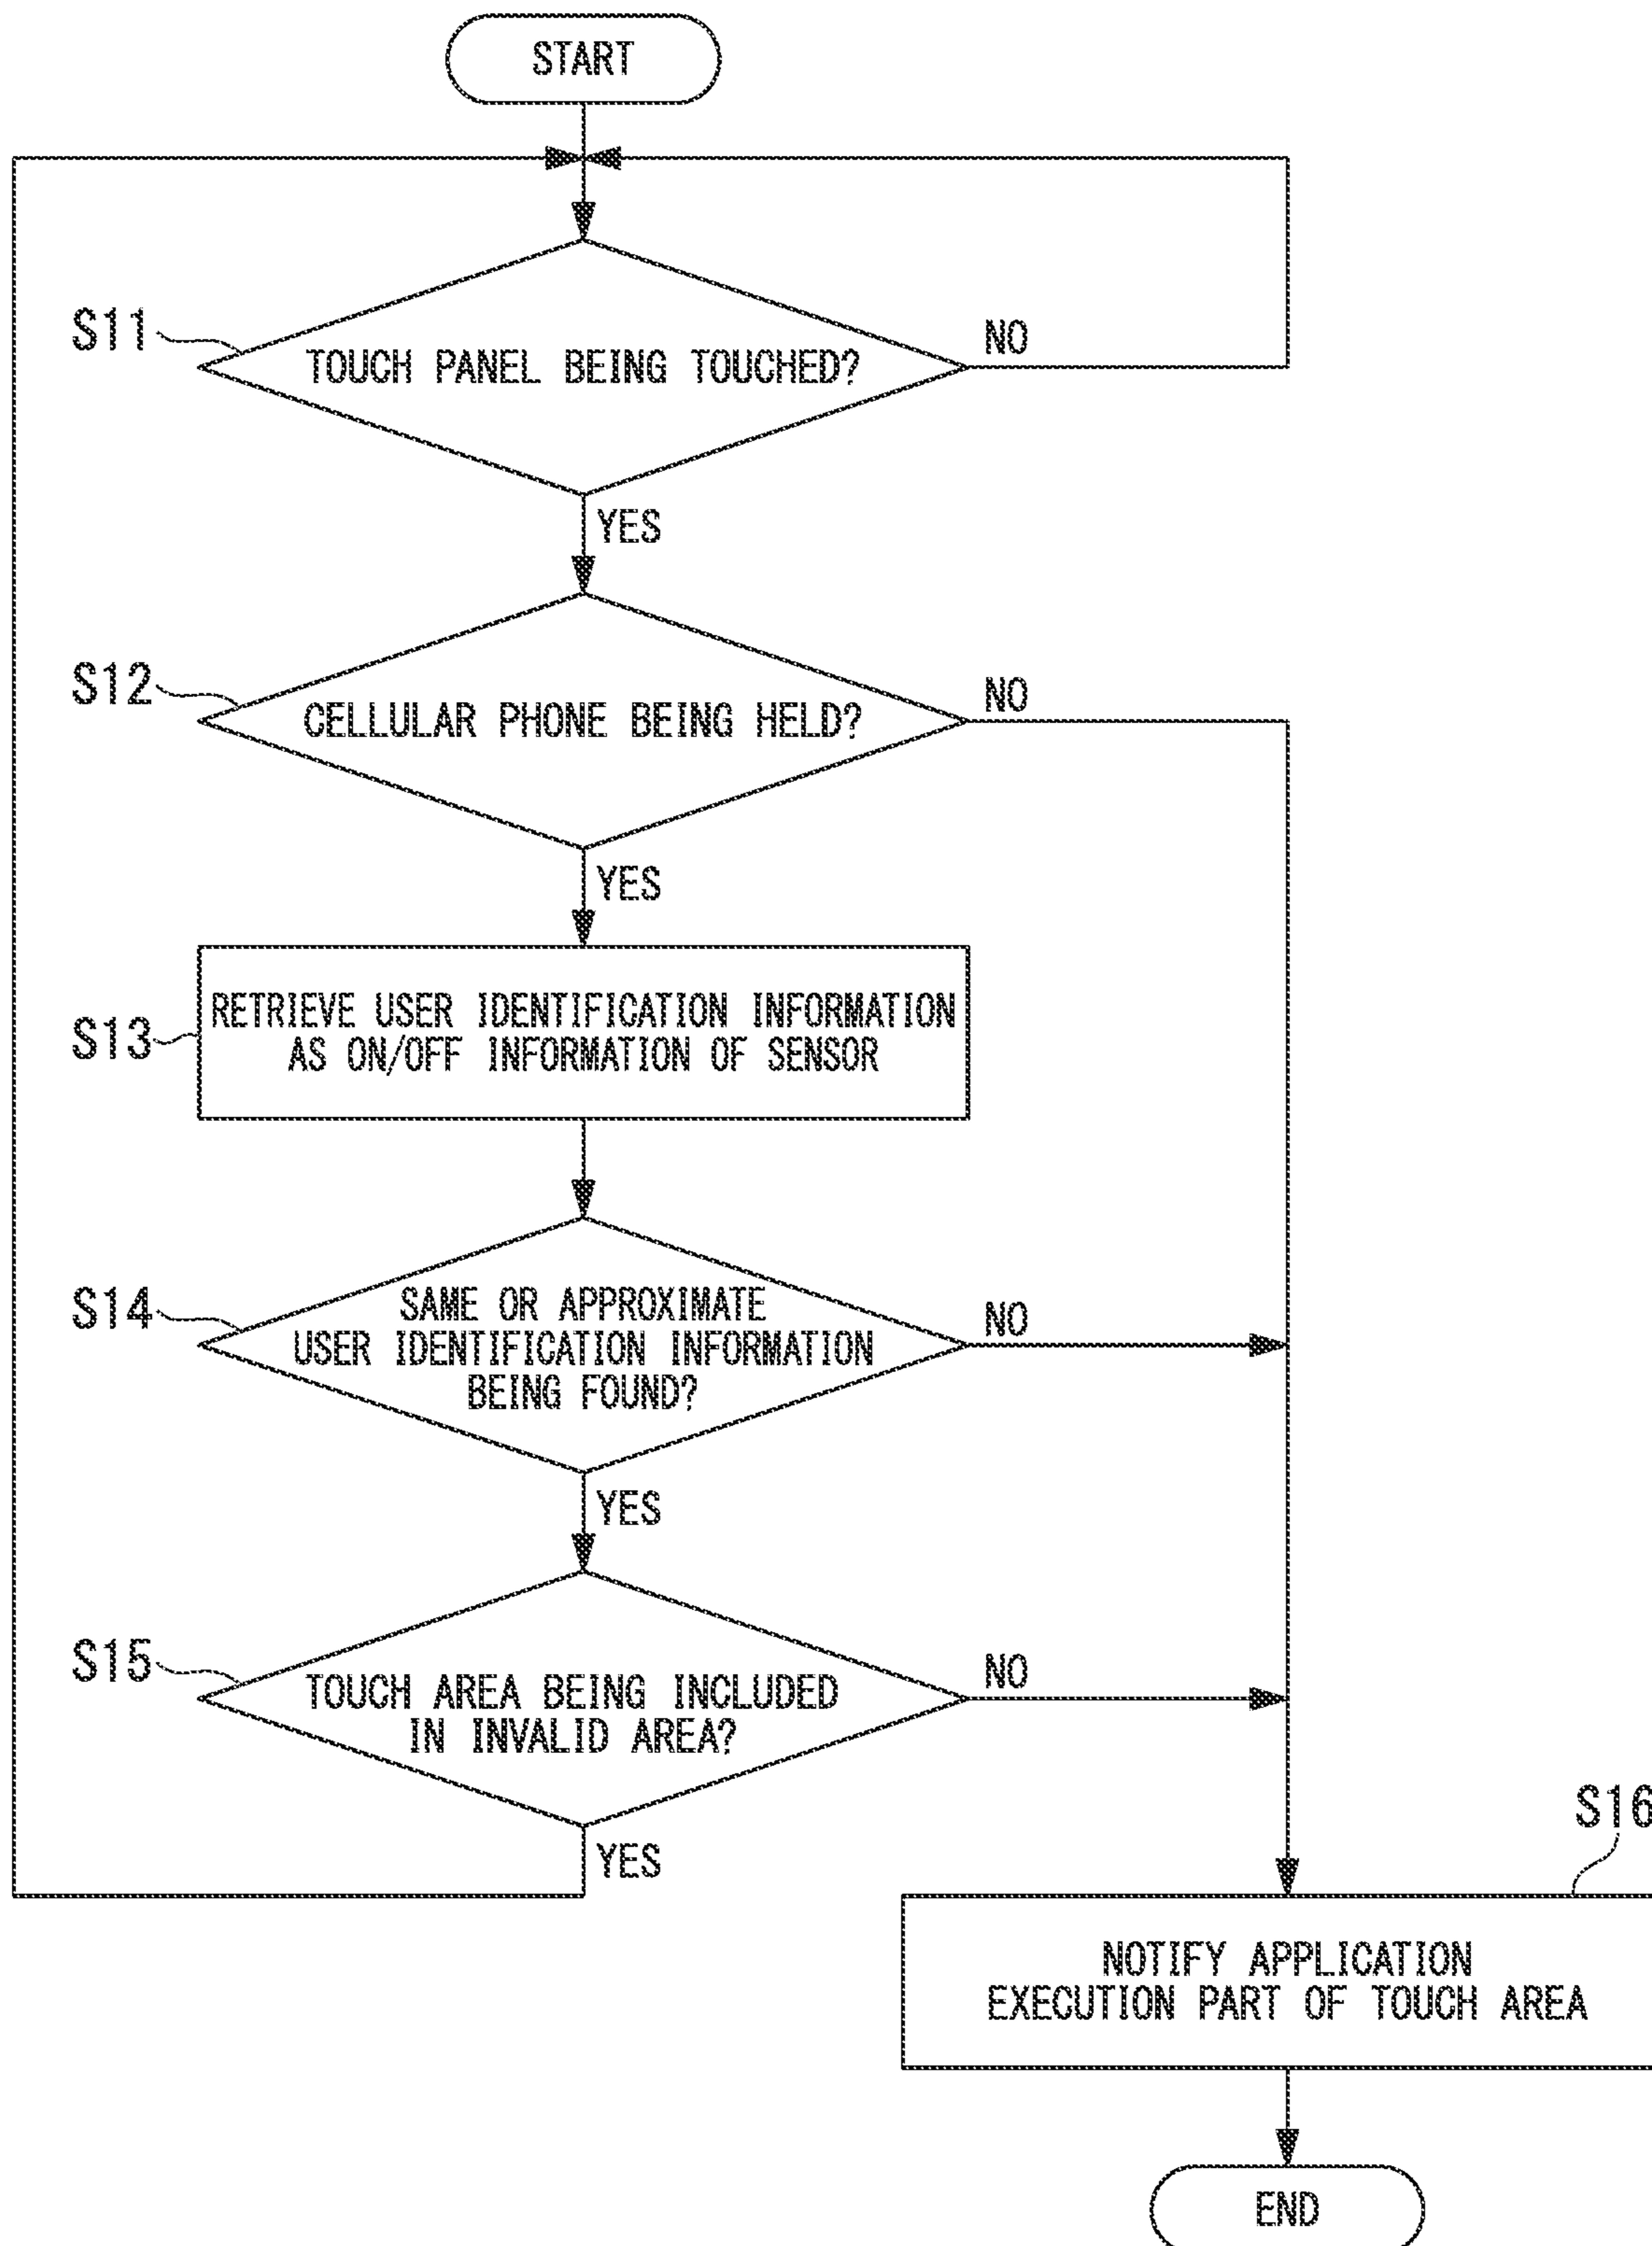 START
S11
TOUCH PANEL BEING TOUCHED?
NO
YES
S12
CELLULAR PHONE BEING HELD?
NO
YES
S13
RETRIEVE USER IDENTIFICATION INFORMATION
AS ON/OFF INFORMATION OF SENSOR
S14
SAME OR APPROXIMATE
USER IDENTIFICATION INFORMATION
BEING FOUND?
NO
YES
S15
TOUCH AREA BEING INCLUDED
IN INVALID AREA?
NO
YES
S16
NOTIFY APPLICATION
EXECUTION PART OF TOUCH AREA
END